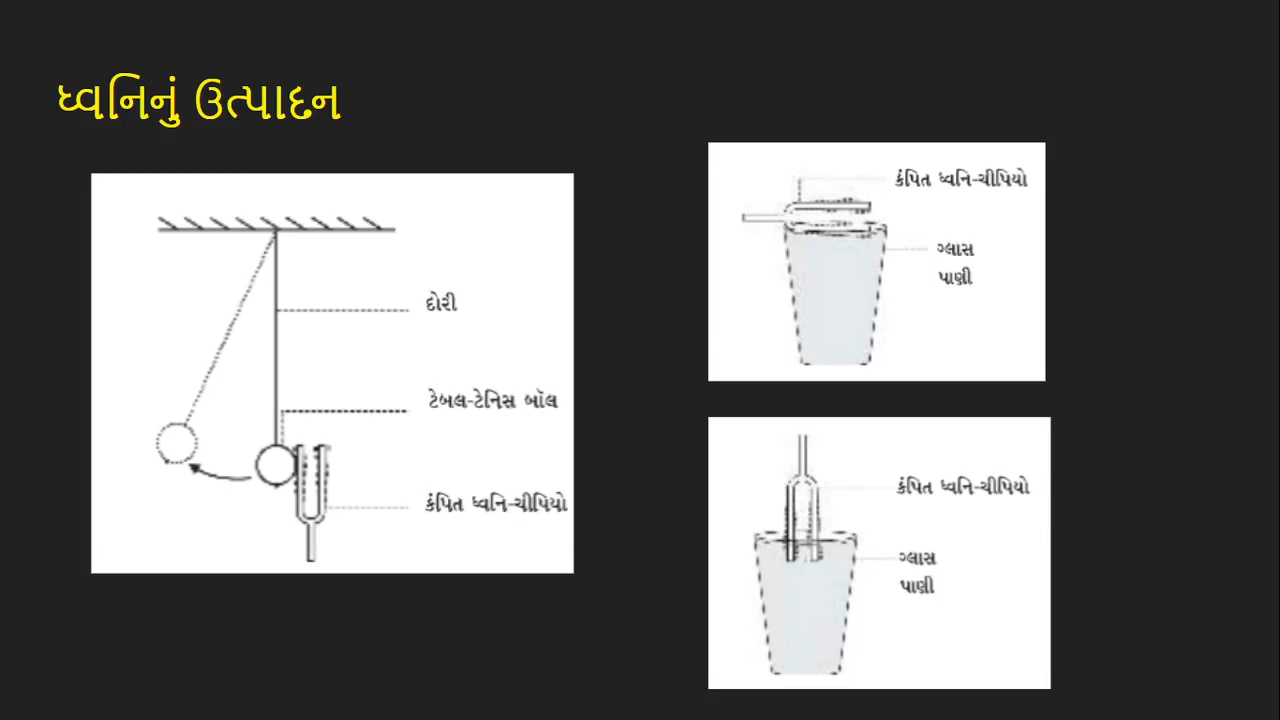 ધ્વનિનું ઉત્પાદન
દોરી
ટેબલ-ટેનિસ બૉલ
કંપિત ધ્વનિ-ચીપિયો
કંપિત ધ્વનિ-ચીપિયો
ગ્લાસ
પાણી
કંપિત ધ્વનિ-ચીપિયો
ગ્લાસ
પાણી